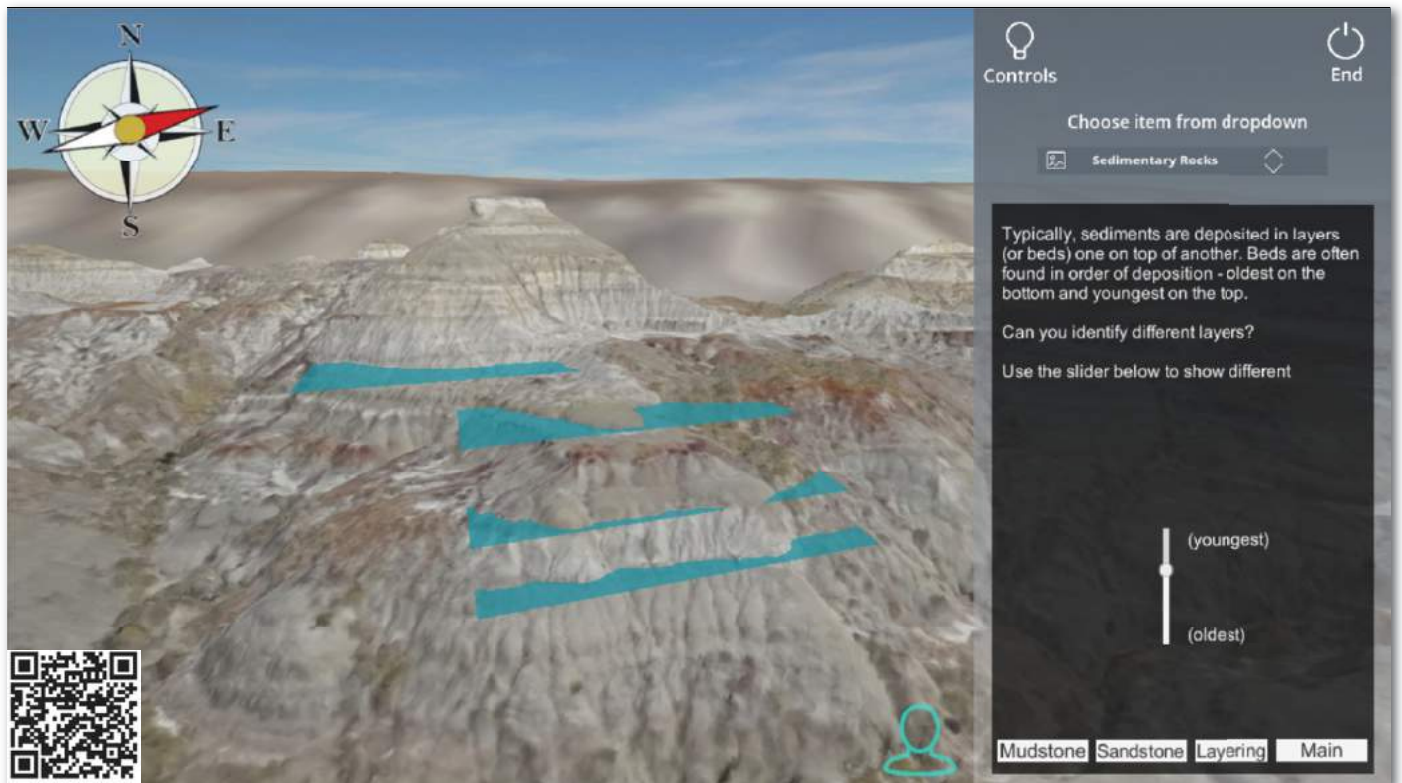 N
W
E
S
Controls
End
Choose item from dropdown
Sedimentary Rocks
Typically, sediments are deposited in layers
(or beds) one on top of another. Beds are often
found in order of deposition - oldest on the
bottom and youngest on the top.
Can you identify different layers?
Use the slider below to show different
(youngest)
(oldest)
Mudstone
Sandstone
Layering
Main